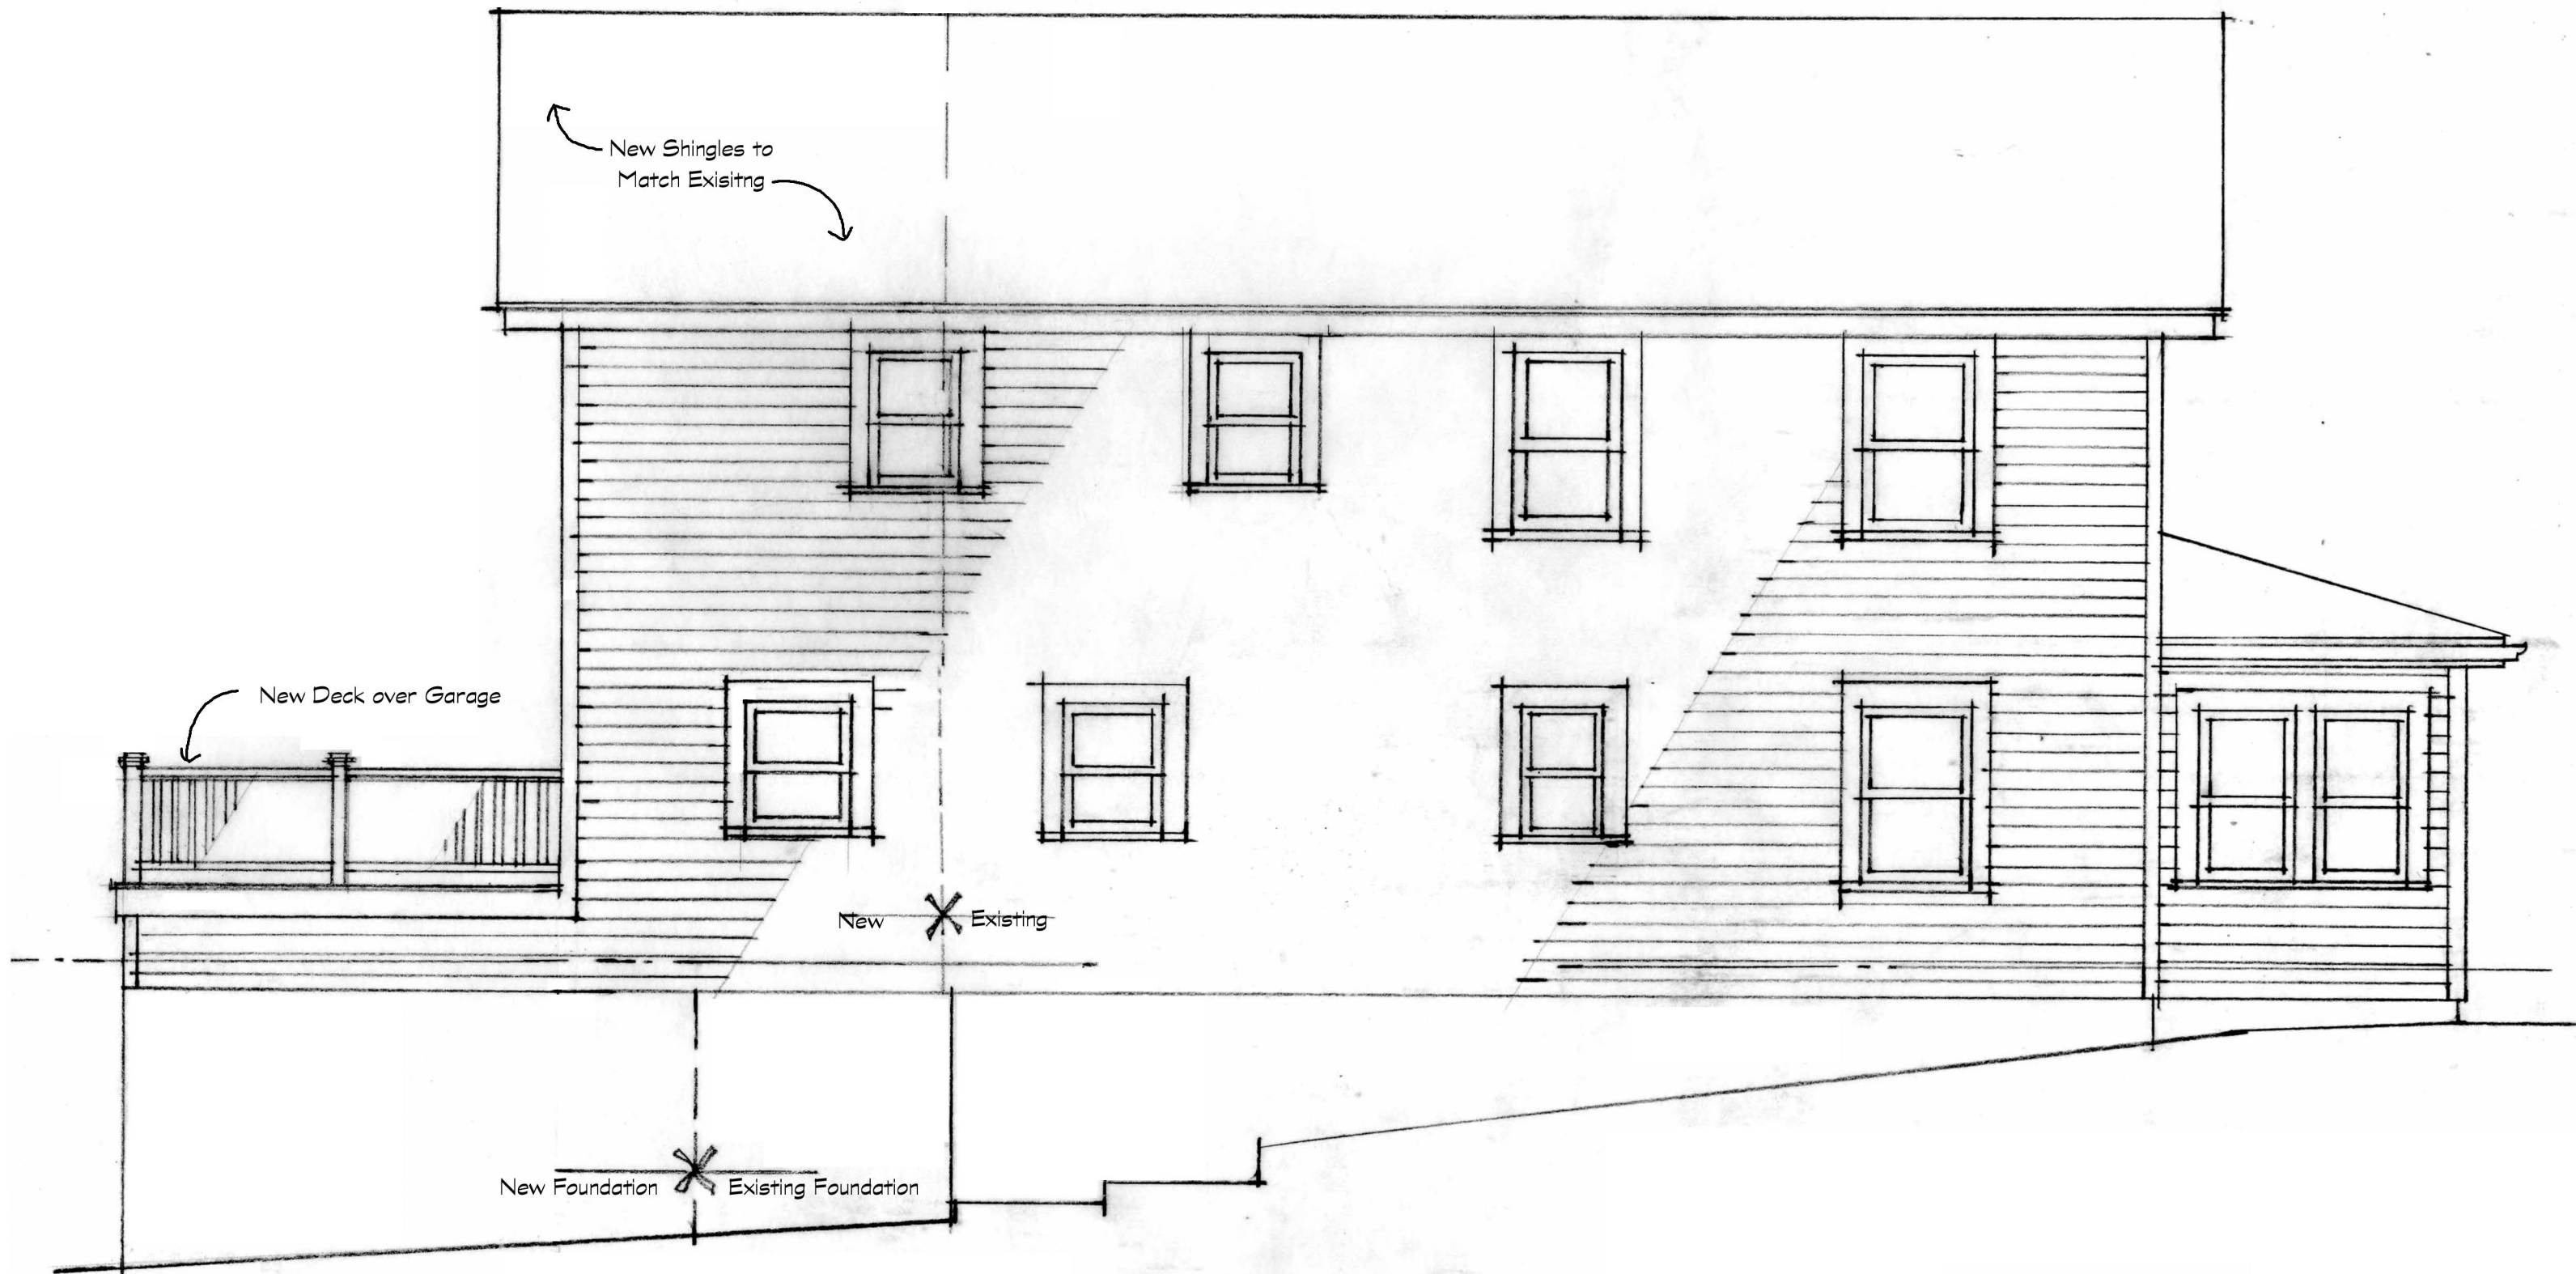 New Shingles to
Match Exisitng
New Deck over Garage
New Existing
New Foundation Existing Foundation